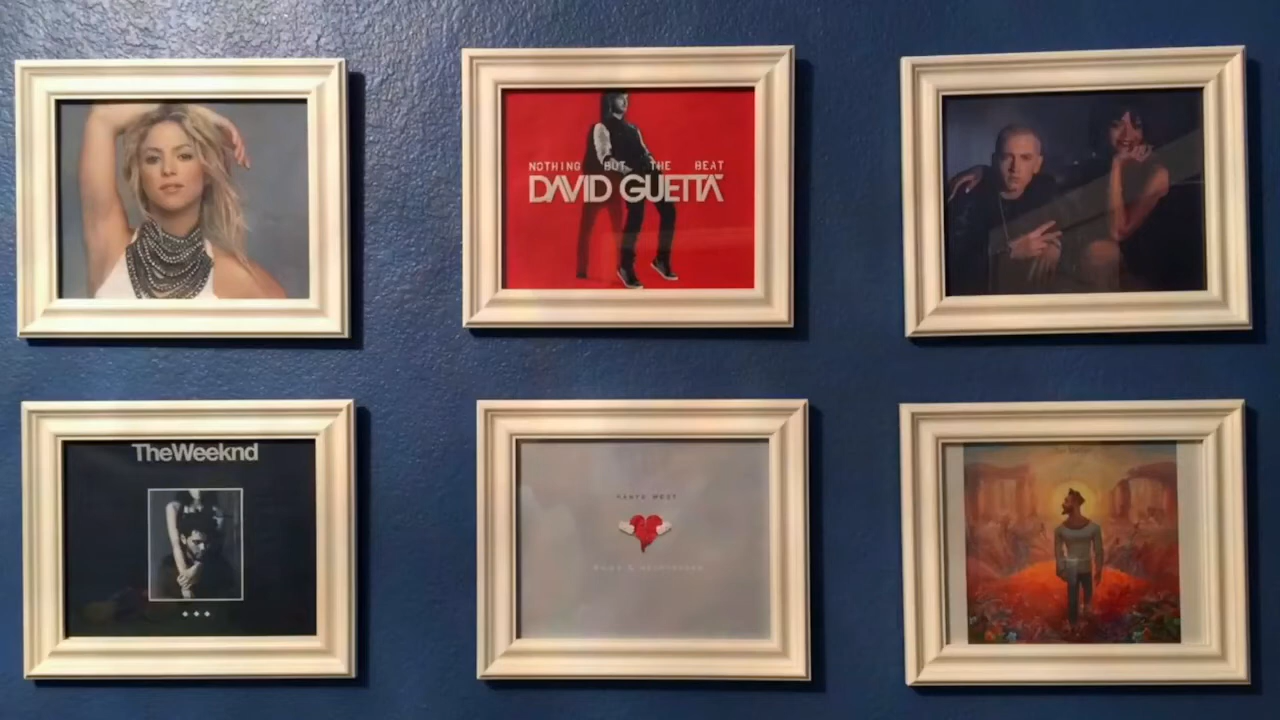 NOTHING BUT THE BEAT
DAVID GUETTA
TheWeeknd
KANYE WEST